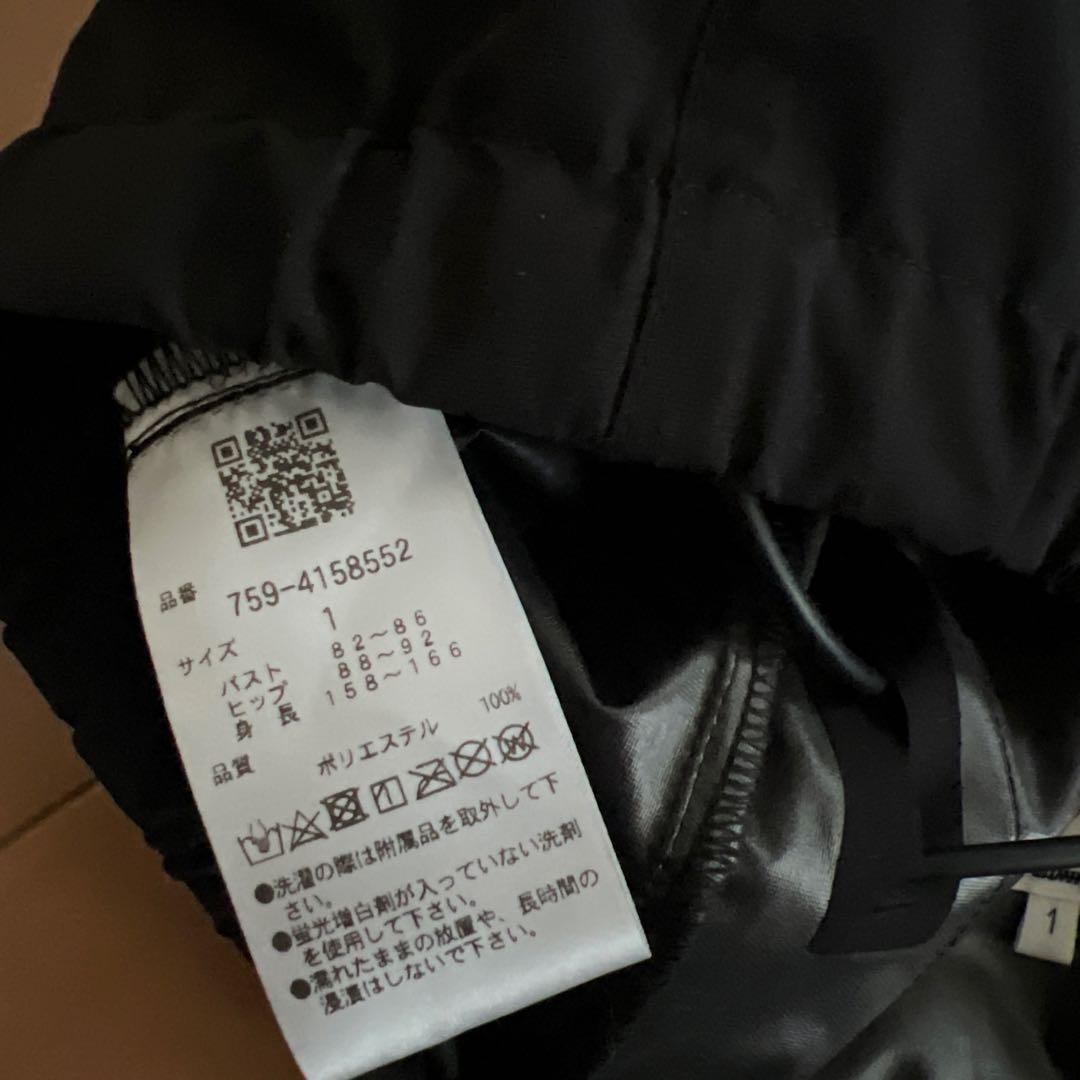 品番 759-4158552
サイズ 1
バスト 82～86
ヒップ 88～92
身長 158～166
品質 ポリエステル 100%
●洗濯の際は附属品を取外して下
さい。
●蛍光増白剤が入っていない洗剤
を使用して下さい。
●濡れたままの放置や、長時間の
浸漬はしないで下さい。
1